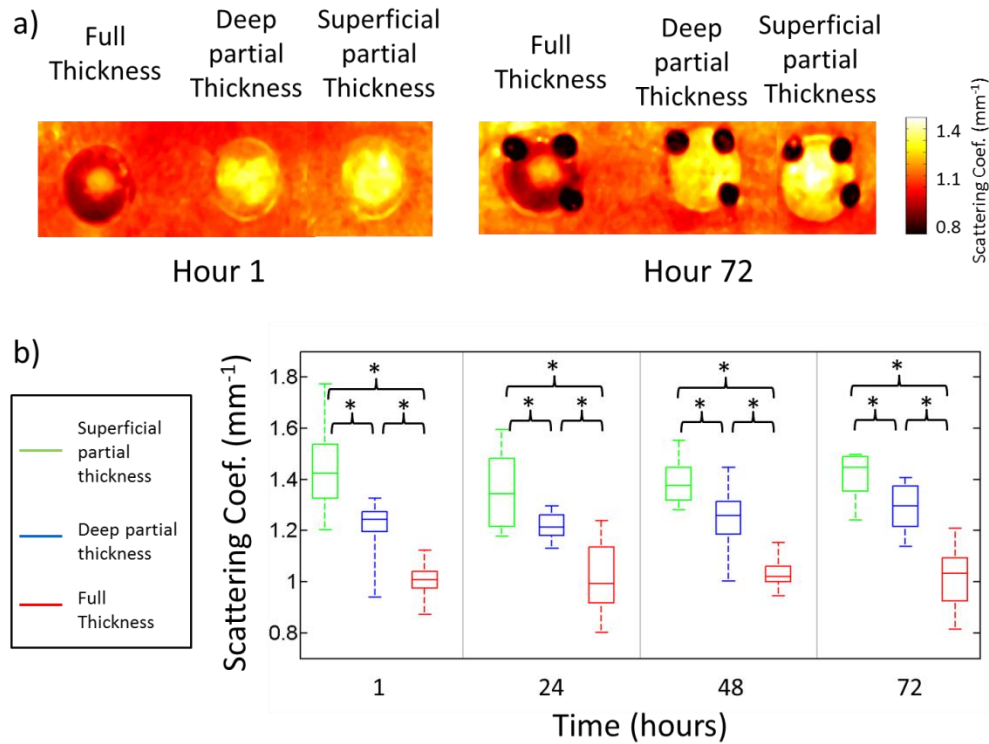 a)
Full
Thickness
Deep
partial
Thickness
Superficial
partial
Thickness
Full
Thickness
Deep
partial
Thickness
Superficial
partial
Thickness
1.4
1.1
0.8
Scattering Coef. (mm⁻¹)
Hour 1
Hour 72
b)
Superficial
partial
thickness
Deep partial
thickness
Full
Thickness
Scattering Coef. (mm⁻¹)
1.8
1.6
1.4
1.2
1
0.8
* * *
* * *
* * *
* * *
1 24 48 72
Time (hours)